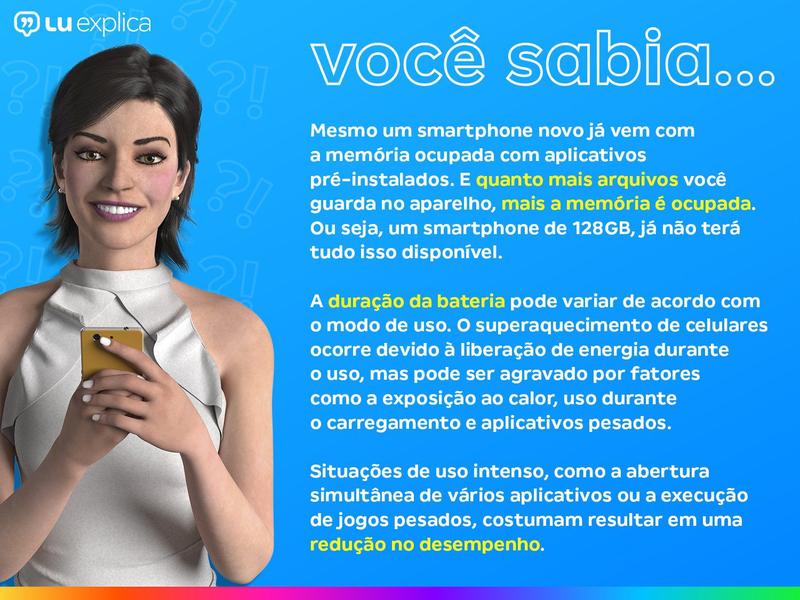 Lu explica
você sabia...
Mesmo um smartphone novo já vem com
a memória ocupada com aplicativos
pré-instalados. E quanto mais arquivos você
guarda no aparelho, mais a memória é ocupada.
Ou seja, um smartphone de 128GB, já não terá
tudo isso disponível.
A duração da bateria pode variar de acordo com
o modo de uso. O superaquecimento de celulares
ocorre devido à liberação de energia durante
o uso, mas pode ser agravado por fatores
como a exposição ao calor, uso durante
o carregamento e aplicativos pesados.
Situações de uso intenso, como a abertura
simultânea de vários aplicativos ou a execução
de jogos pesados, costumam resultar em uma
redução no desempenho.